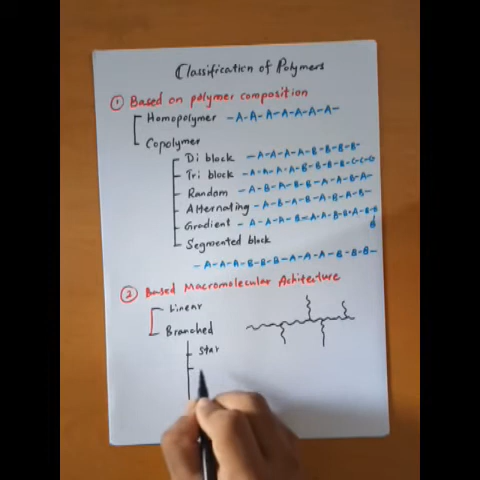 Classification of Polymers
① Based on polymer composition
Homopolymer -A-A-A-A-A-A-A-
Copolymer
Di block -A-A-A-A-B-B-B-B-
Tri block -A-A-A-A-B-B-B-B-C-C-C
Random -A-B-A-B-B-A-A-B-A-
Alternating -A-B-A-B-A-B-A-B-
Gradient -A-A-A-B-A-A-B-B-A-B-B
B
Segmented block
-A-A-A-B-B-B-A-A-A-B-B-B-
② Based Macromolecular Achitecture
Linear
Branched
Star